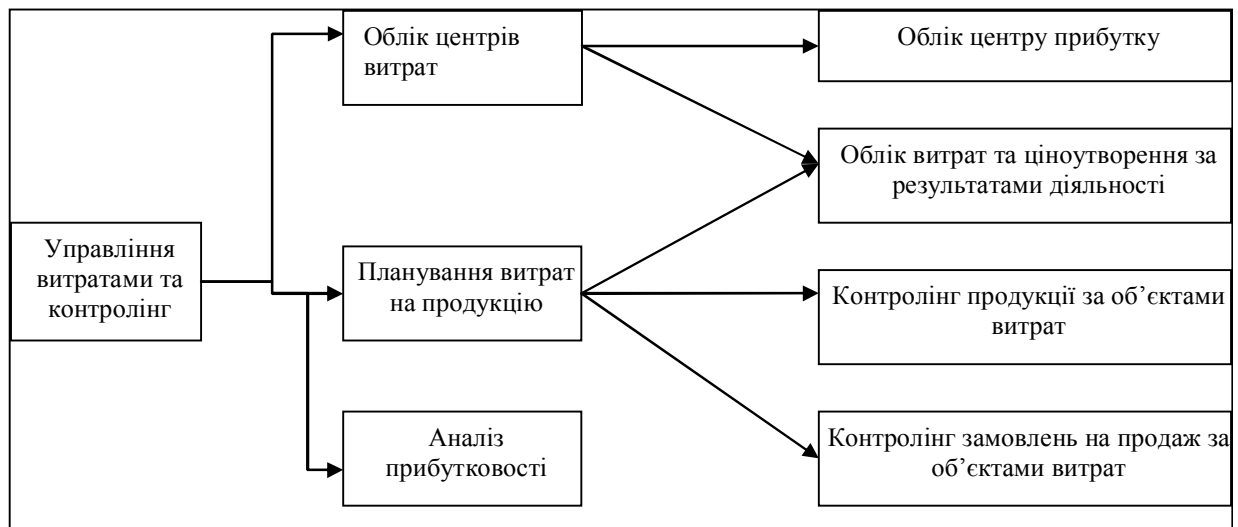 Облік центрів
витрат
Облік центру прибутку
Облік витрат та ціноутворення за
результатами діяльності
Управління
витратами та
контролінг
Планування витрат
на продукцію
Контролінг продукції за об’єктами
витрат
Аналіз
прибутковості
Контролінг замовлень на продаж за
об’єктами витрат